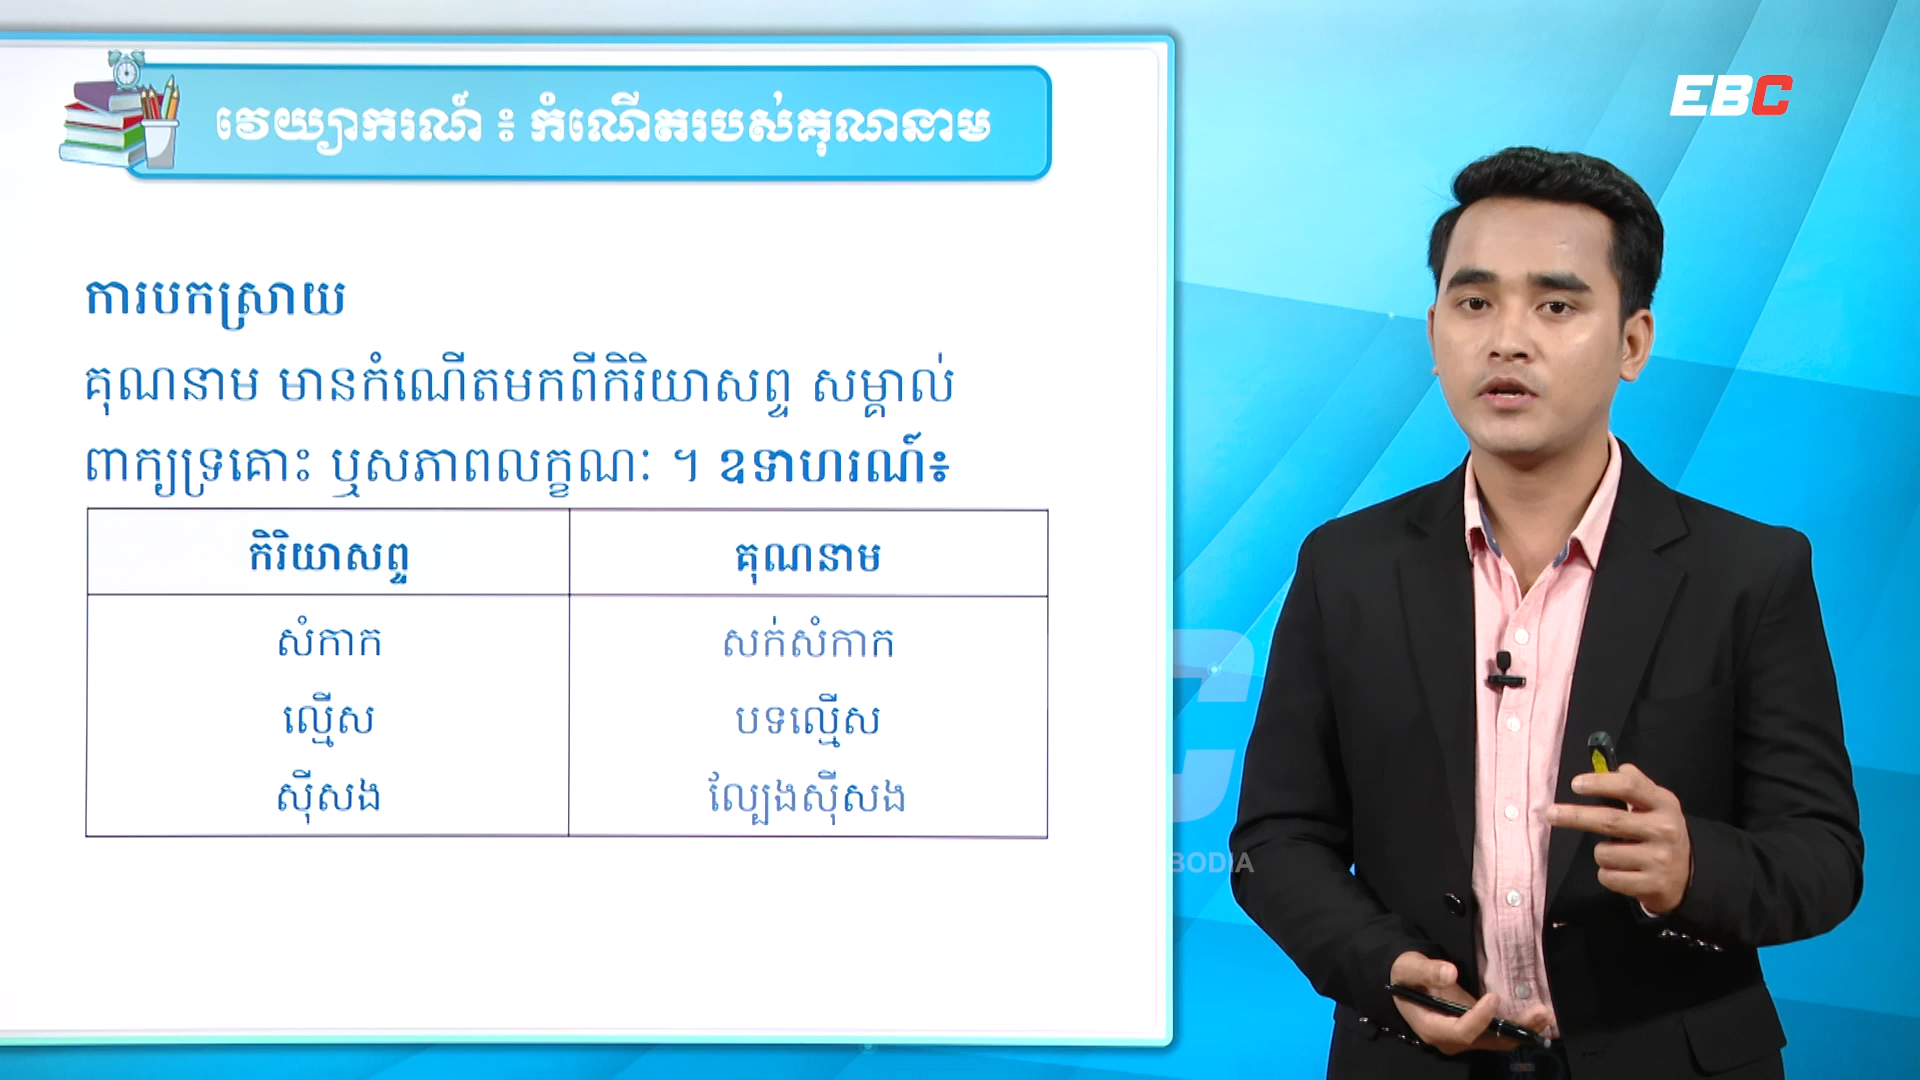 វេយ្យាករណ៍ ៖ កំណើតរបស់គុណនាម
EBC
ការបកស្រាយ
គុណនាម មានកំណើតមកពីកិរិយាសព្ទ សម្គាល់
ពាក្យទ្រគោះ ឬសភាពលក្ខណៈ ។ ឧទាហរណ៍៖
កិរិយាសព្ទ គុណនាម
សំកាក សក់សំកាក
ល្មើស បទល្មើស
ស៊ីសង ល្បែងស៊ីសង
C
BODIA